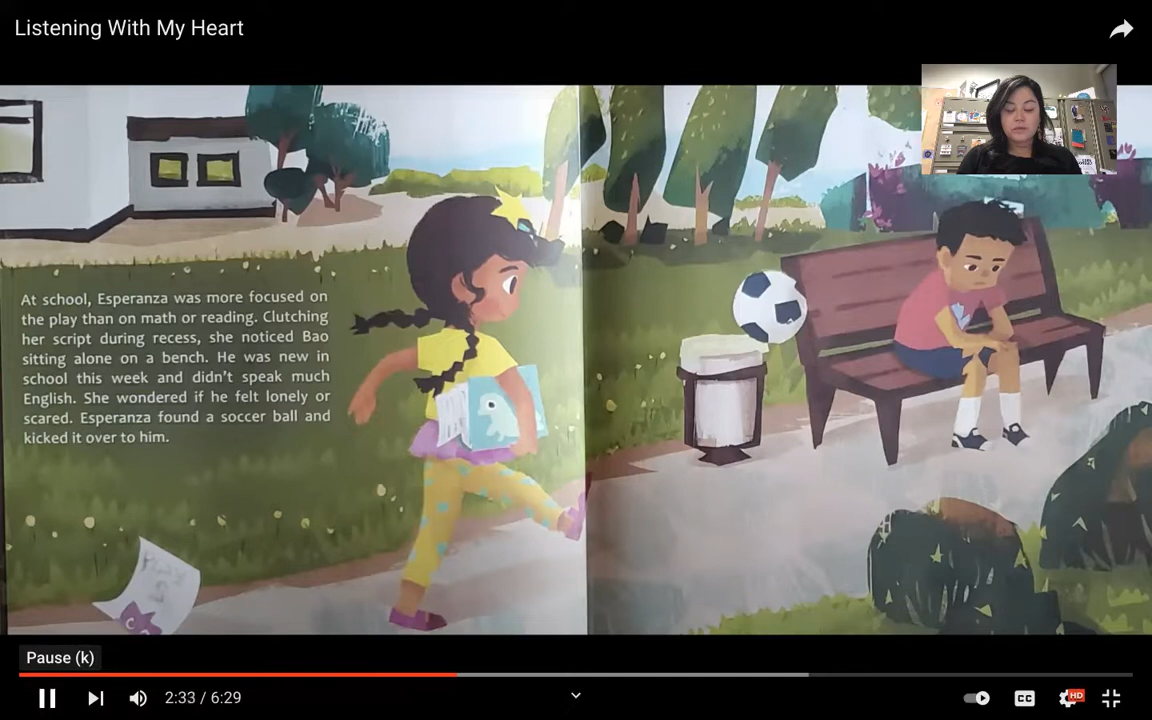 Listening With My Heart
At school, Esperanza was more focused on
the play than on math or reading. Clutching
her script during recess, she noticed Bao
sitting alone on a bench. He was new in
school this week and didn't speak much
English. She wondered if he felt lonely or
scared. Esperanza found a soccer ball and
kicked it over to him.
Pause (k)
2:33 / 6:29
CC
HD